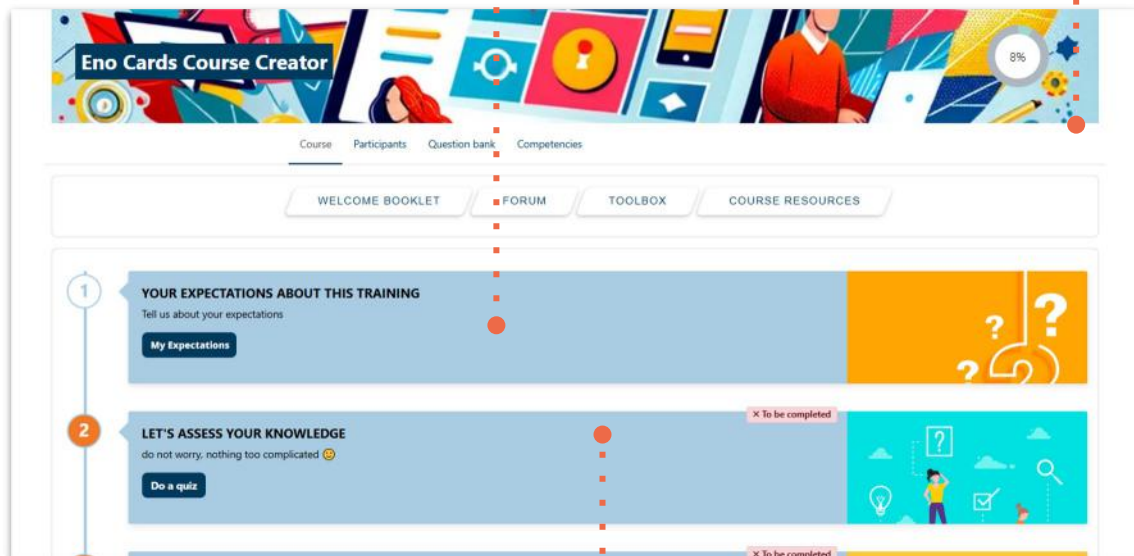 Eno Cards Course Creator
8%
Course Participants Question bank Competencies
WELCOME BOOKLET FORUM TOOLBOX COURSE RESOURCES
1
YOUR EXPECTATIONS ABOUT THIS TRAINING
Tell us about your expectations
My Expectations
? ? ? ?
× To be completed
2
LET'S ASSESS YOUR KNOWLEDGE
do not worry, nothing too complicated 🙂
Do a quiz
?
× To be completed